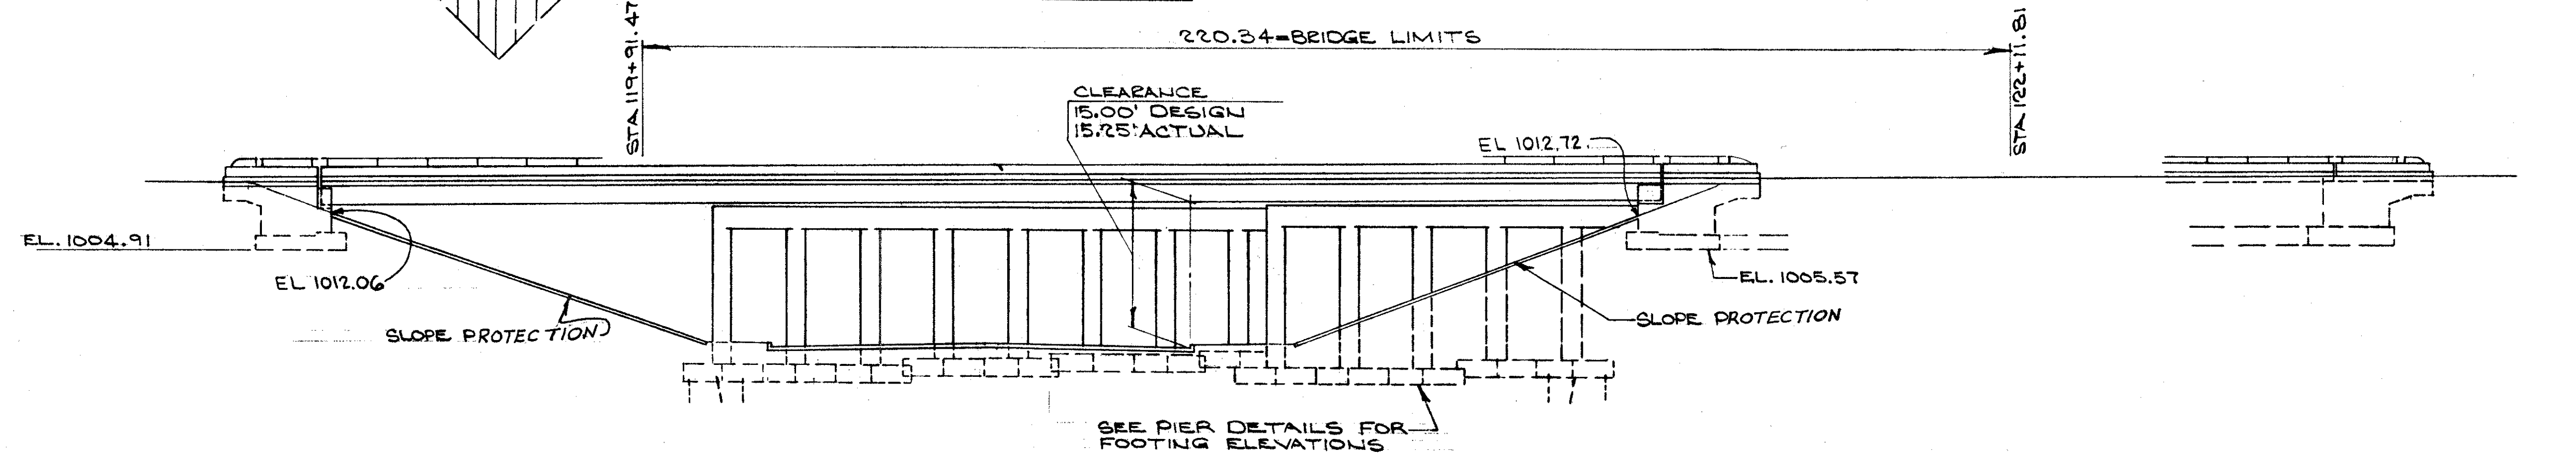 220.34=BRIDGE LIMITS
STA 119+91.47
STA 122+11.81
CLEARANCE
15.00' DESIGN
15.25' ACTUAL
EL 1012.72
EL. 1004.91
EL 1012.06
EL. 1005.57
SLOPE PROTECTION
SLOPE PROTECTION
SEE PIER DETAILS FOR
FOOTING ELEVATIONS